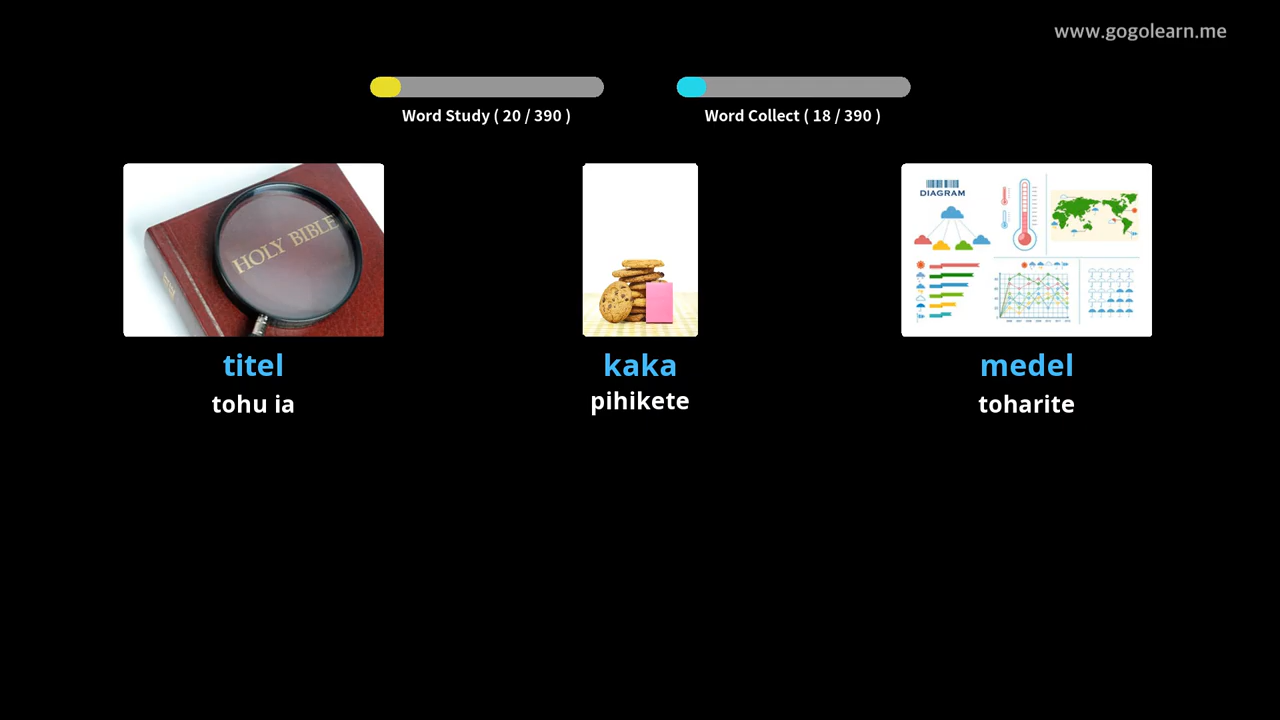 www.gogolearn.me
Word Study ( 20 / 390 )
Word Collect ( 18 / 390 )
HOLY BIBLE
DIAGRAM
titel
kaka
medel
tohu ia
pihikete
toharite